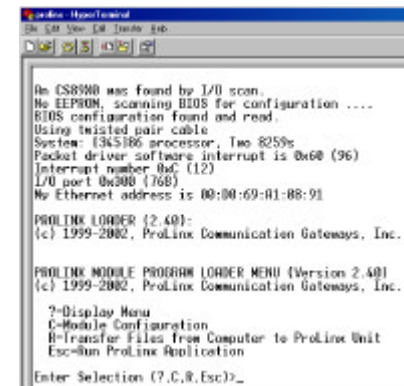 prolinx - HyperTerminal
File Edit View Call Transfer Help
An CS89X0 was found by I/O scan.
No EEPROM, scanning BIOS for configuration ....
BIOS configuration found and read.
Using twisted pair cable
System: [345]86 processor, Two 8259s
Packet driver software interrupt is 0x60 (96)
Interrupt number 0xC (12)
I/O port 0x300 (768)
My Ethernet address is 00:D0:69:A1:08:91
PROLINX LOADER (2.40):
(c) 1999-2002, ProLinx Communication Gateways, Inc.
PROLINX MODULE PROGRAM LOADER MENU (Version 2.40)
(c) 1999-2002, ProLinx Communication Gateways, Inc.
?-Display Menu
C-Module Configuration
R-Transfer Files from Computer to ProLinx Unit
Esc-Run ProLinx Application
Enter Selection (?,C,R,Esc)>_